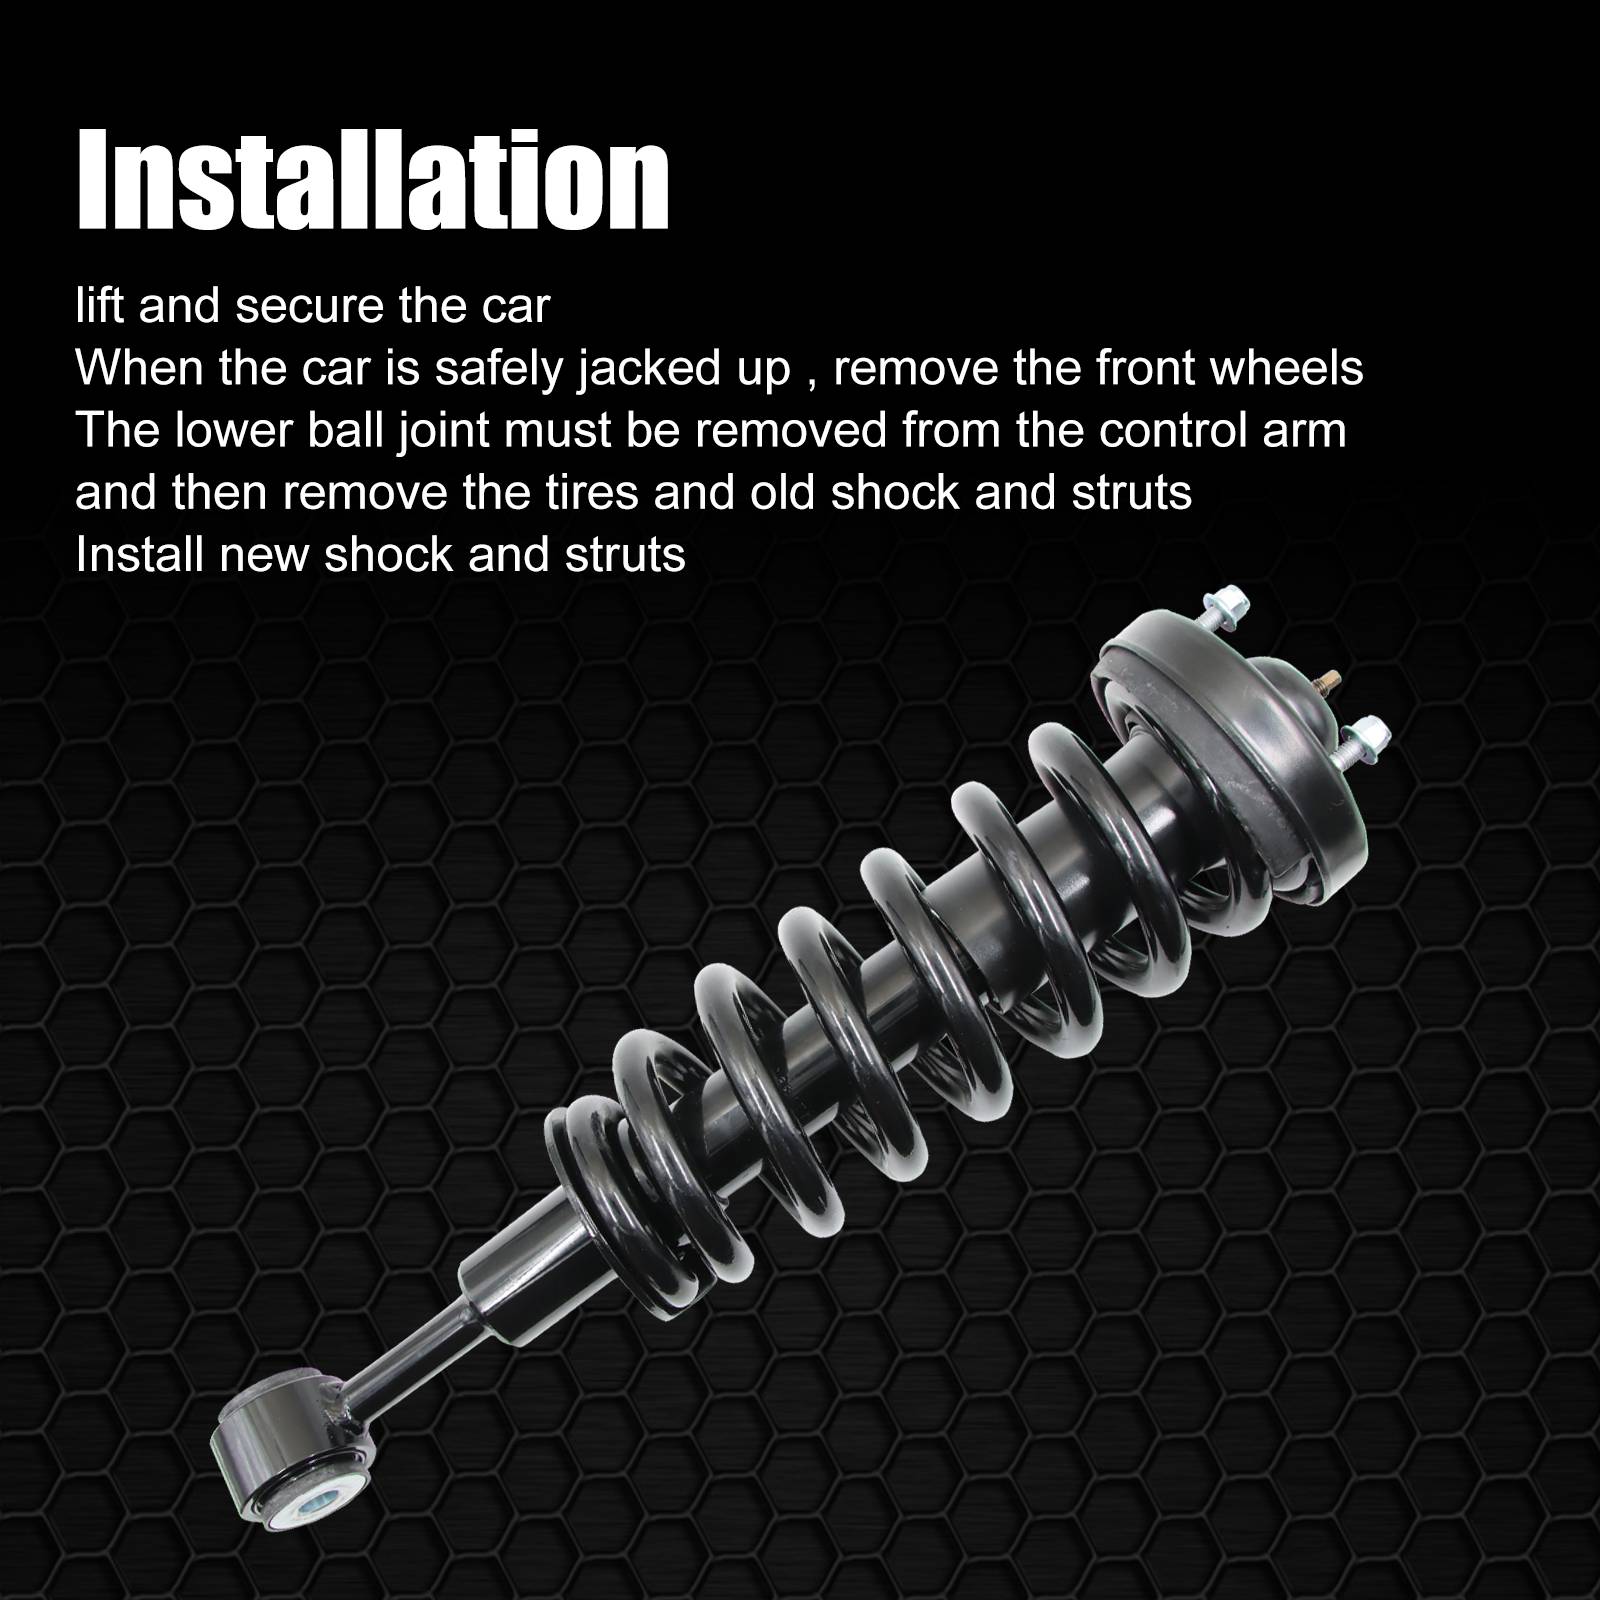 Installation
lift and secure the car
When the car is safely jacked up , remove the front wheels
The lower ball joint must be removed from the control arm
and then remove the tires and old shock and struts
Install new shock and struts